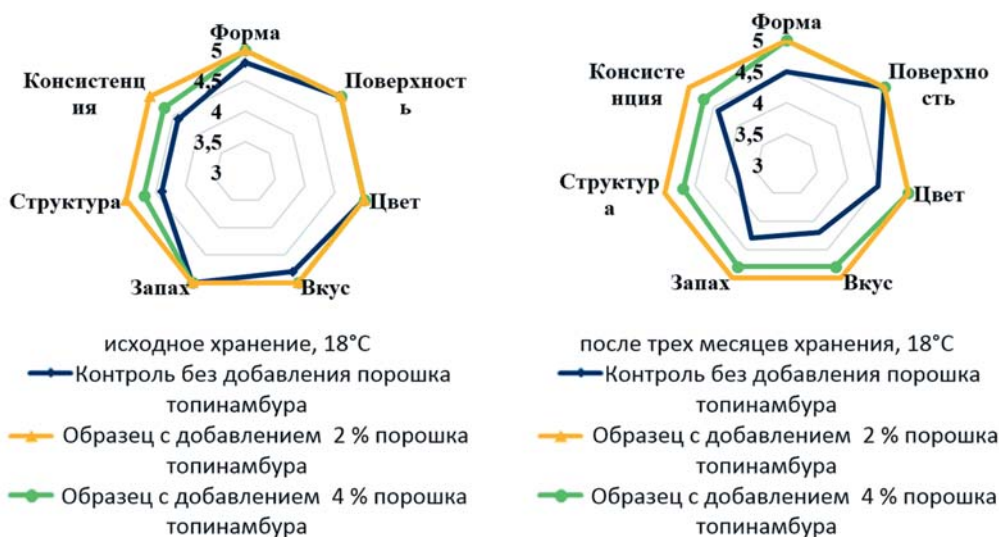 Форма
5
4,5
4
3,5
3
Консистенц
ия
Поверхност
ь
Структура
Цвет
Запах
Вкус
исходное хранение, 18°С
Контроль без добавления порошка
топинамбура
Образец с добавлением 2 % порошка
топинамбура
Образец с добавлением 4 % порошка
топинамбура
Форма
5
4,5
4
3,5
3
Консисте
нция
Поверхно
сть
Структур
а
Цвет
Запах
Вкус
после трех месяцев хранения, 18°С
Контроль без добавления порошка
топинамбура
Образец с добавлением 2 % порошка
топинамбура
Образец с добавлением 4 % порошка
топинамбура